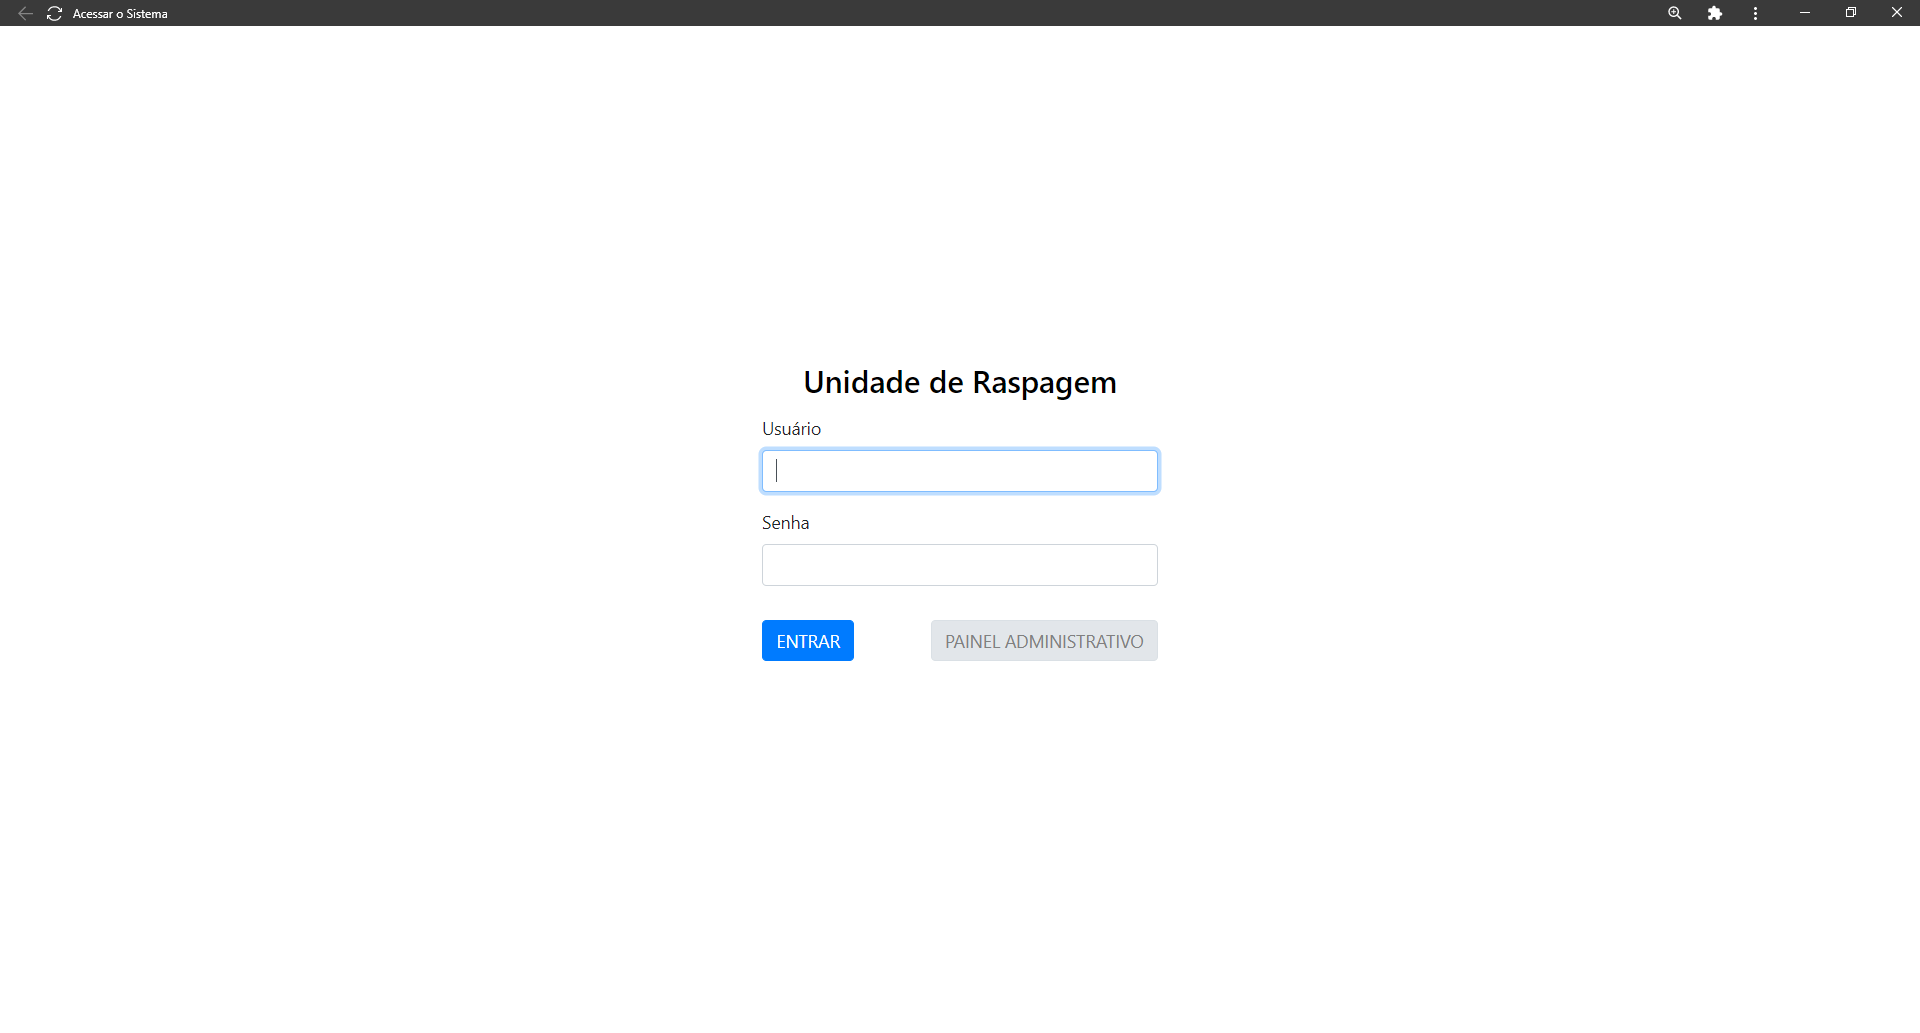 Acessar o Sistema
Unidade de Raspagem
Usuário
Senha
ENTRAR
PAINEL ADMINISTRATIVO